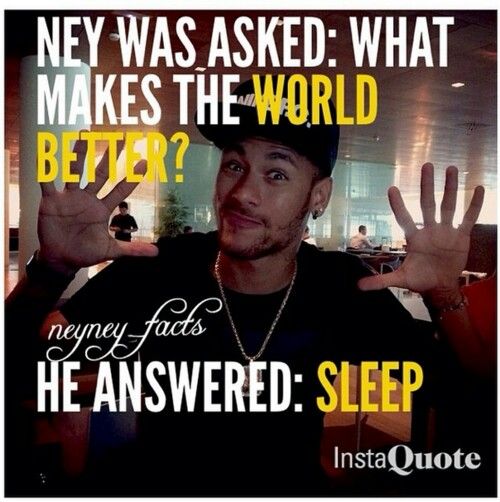 NEY WAS ASKED: WHAT
MAKES THE WORLD
BETTER?
neyney_facts
HE ANSWERED: SLEEP
InstaQuote